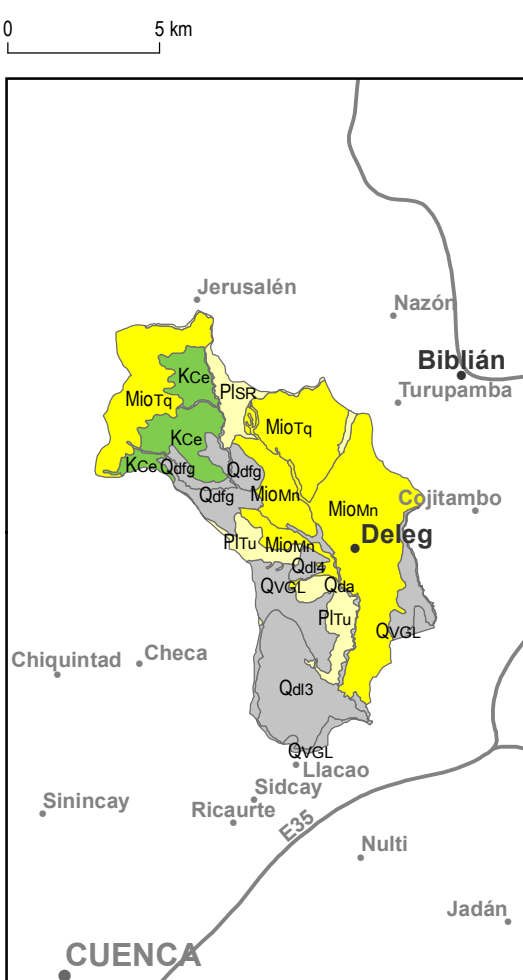 0 5 km
Jerusalén
Nazón
Biblián
KCe
PlSR
Turupamba
MioTq
MioTq
KCe
KCe Qdfg
Qdfg
Qdfg
MioMn
MioMn
Cojitambo
PlTu
MioMn
Deleg
Qdl4
QVGL
Qda
PlTu
QVGL
Chiquintad
Checa
Qdl3
QVGL
Llacao
Sidcay
Sinincay
Ricaurte
E35
Nulti
Jadán
CUENCA